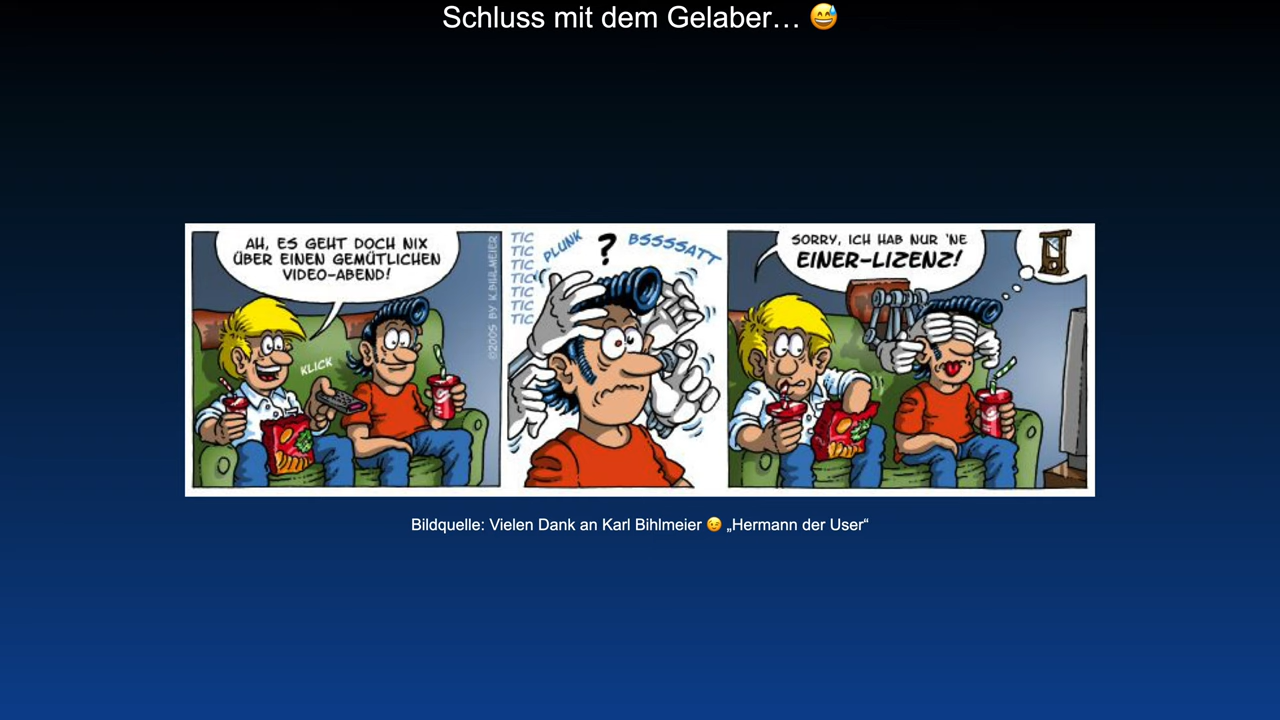 Schluss mit dem Gelaber… 😅
AH, ES GEHT DOCH NIX
ÜBER EINEN GEMÜTLICHEN
VIDEO-ABEND!
KLICK
©2005 BY K.BIHLMEIER
TIC
TIC
TIC
TIC
TIC
TIC
TIC
PLUNK
?
BSSSSATT
SORRY, ICH HAB NUR 'NE
EINER-LIZENZ!
Bildquelle: Vielen Dank an Karl Bihlmeier 😉 „Hermann der User“